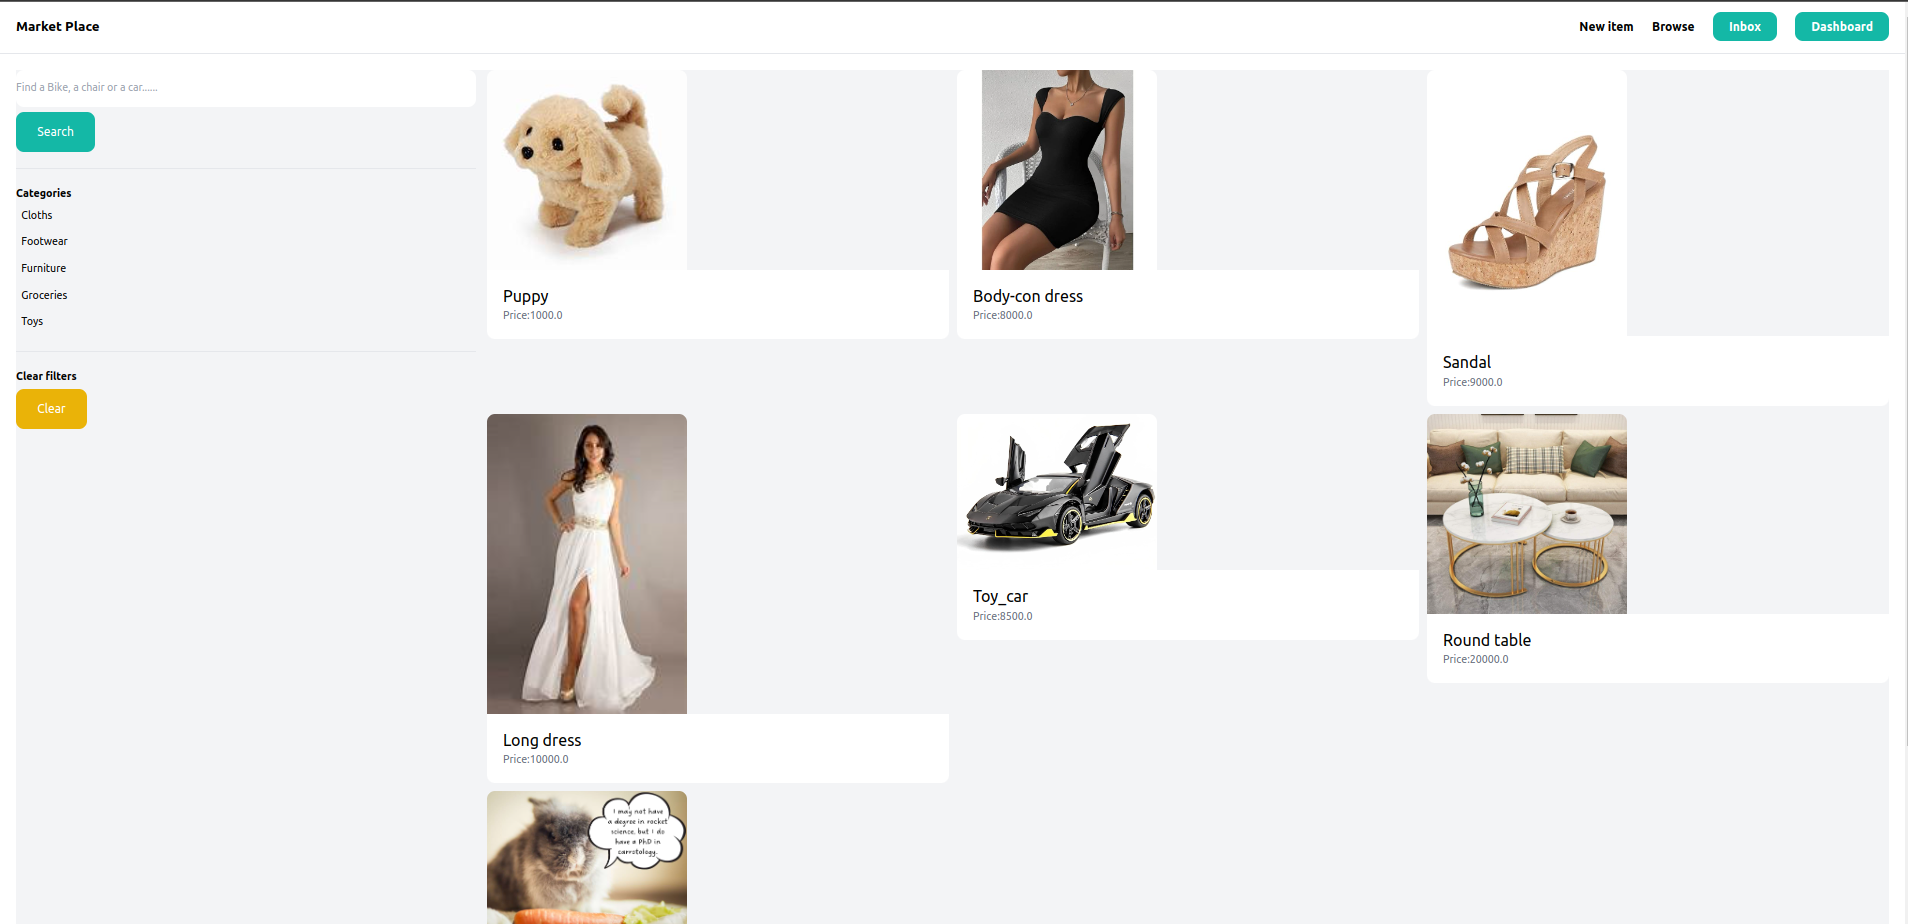 Market Place
New item Browse Inbox Dashboard
Find a Bike, a chair or a car......
Search
Categories
Cloths
Footwear
Furniture
Groceries
Toys
Clear filters
Clear
Puppy
Price:1000.0
Body-con dress
Price:8000.0
Sandal
Price:9000.0
Long dress
Price:10000.0
Toy_car
Price:8500.0
Round table
Price:20000.0
I may not have
a degree in rocket
science, but I do
have a PhD in
carrotology.